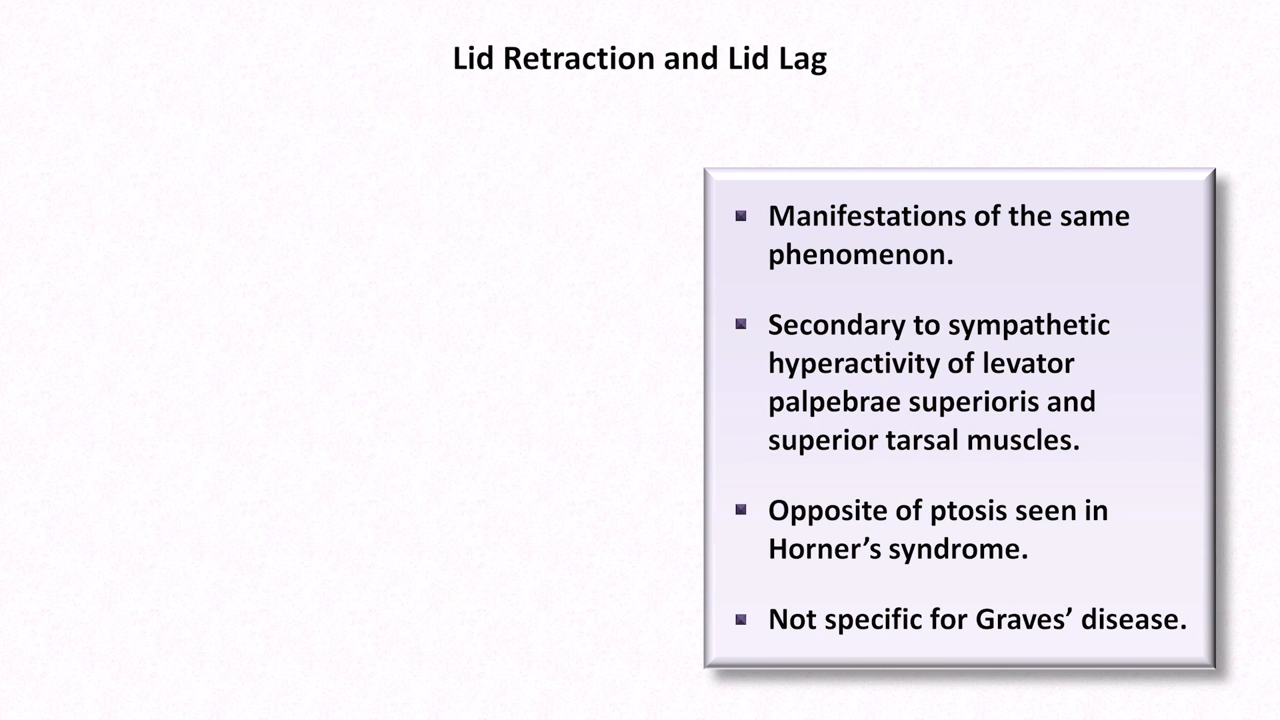 Lid Retraction and Lid Lag
Manifestations of the same
phenomenon.
Secondary to sympathetic
hyperactivity of levator
palpebrae superioris and
superior tarsal muscles.
Opposite of ptosis seen in
Horner’s syndrome.
Not specific for Graves’ disease.